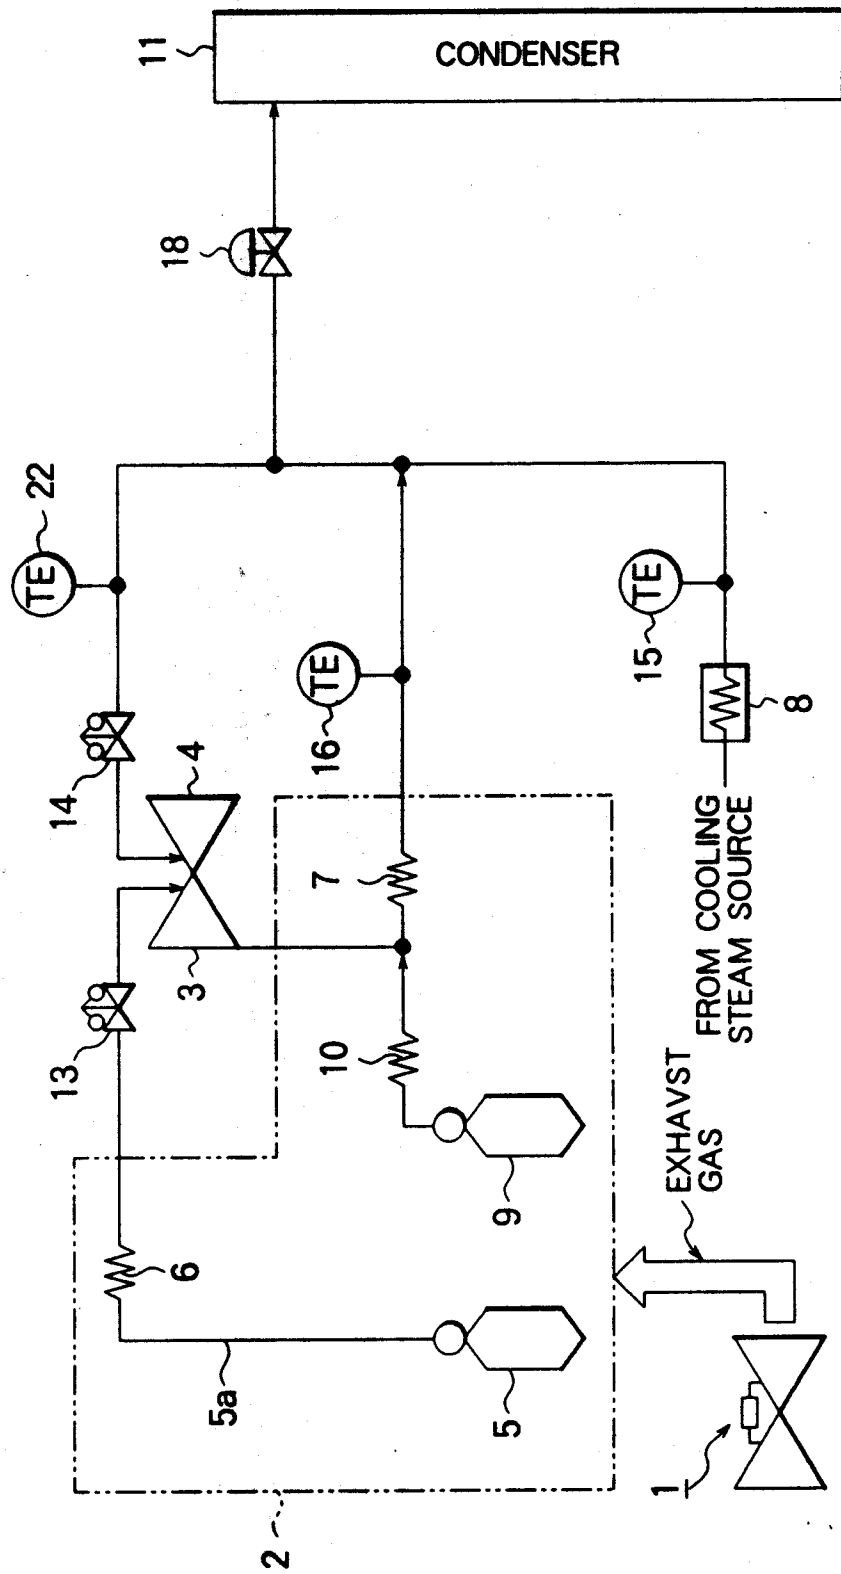 TE
22
13
14
11
18
6
3
4
5a
2
10
7
16
TE
5
9
CONDENSER
15
TE
1
EXHAVST
GAS
FROM COOLING
STEAM SOURCE
8